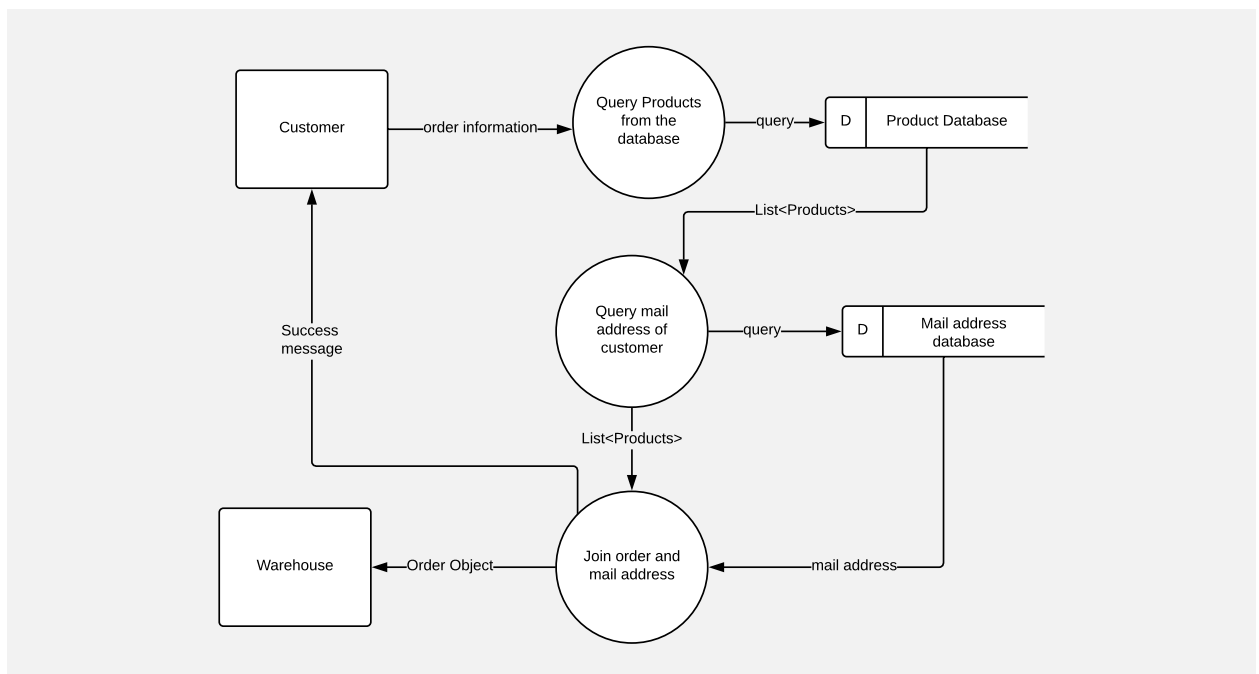 Customer
order information
Query Products
from the
database
query
D
Product Database
List<Products>
Query mail
address of
customer
query
D
Mail address
database
Success
message
List<Products>
Warehouse
Order Object
Join order and
mail address
mail address